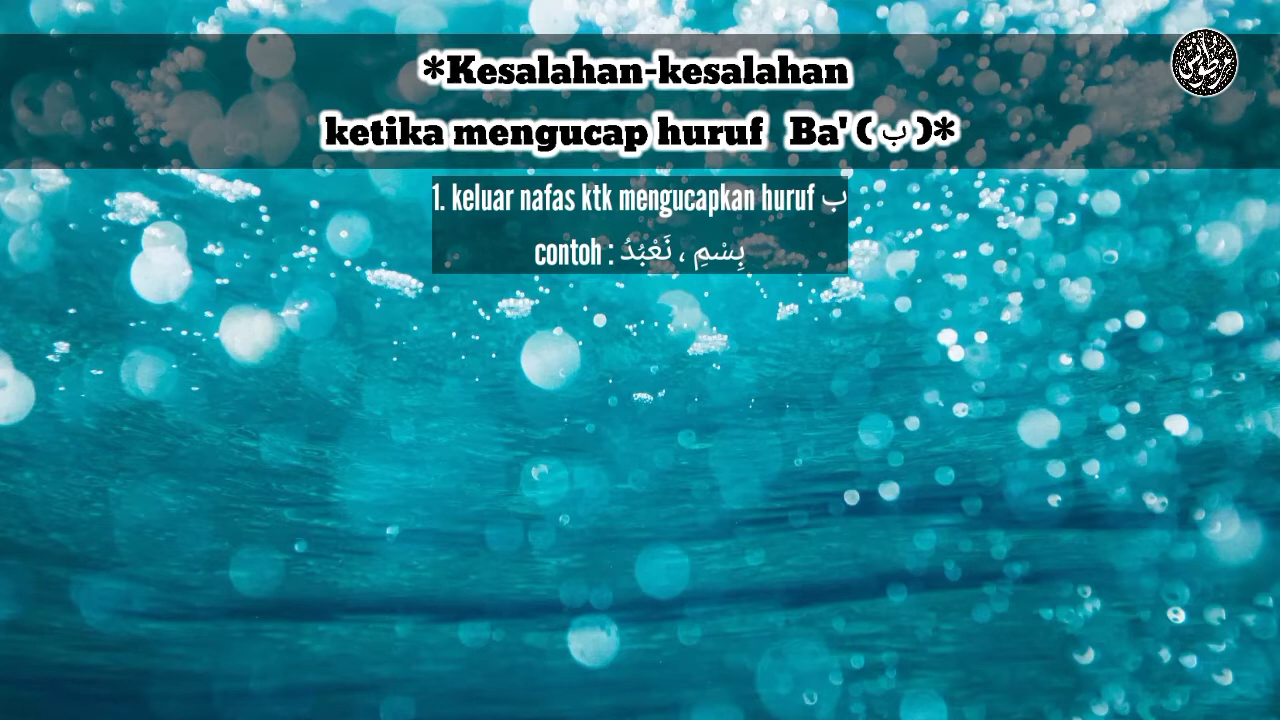 *Kesalahan-kesalahan
ketika mengucap huruf Ba' ( ب )*
1. keluar nafas ktk mengucapkan huruf ب
contoh : بِسْمِ ، نَعْبُدُ